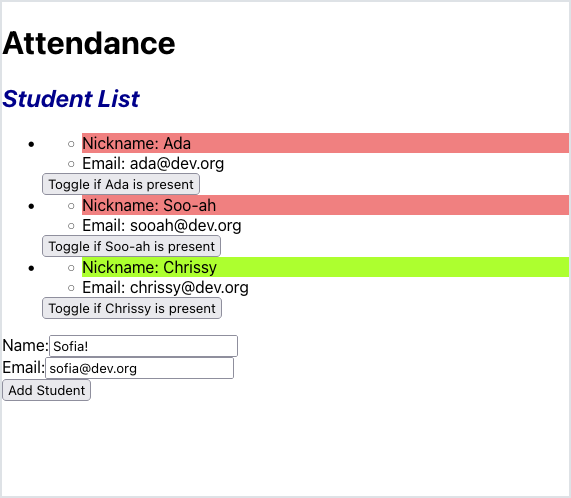 Attendance
Student List
Nickname: Ada
Email: ada@dev.org
Toggle if Ada is present
Nickname: Soo-ah
Email: sooah@dev.org
Toggle if Soo-ah is present
Nickname: Chrissy
Email: chrissy@dev.org
Toggle if Chrissy is present
Name: Sofia!
Email: sofia@dev.org
Add Student